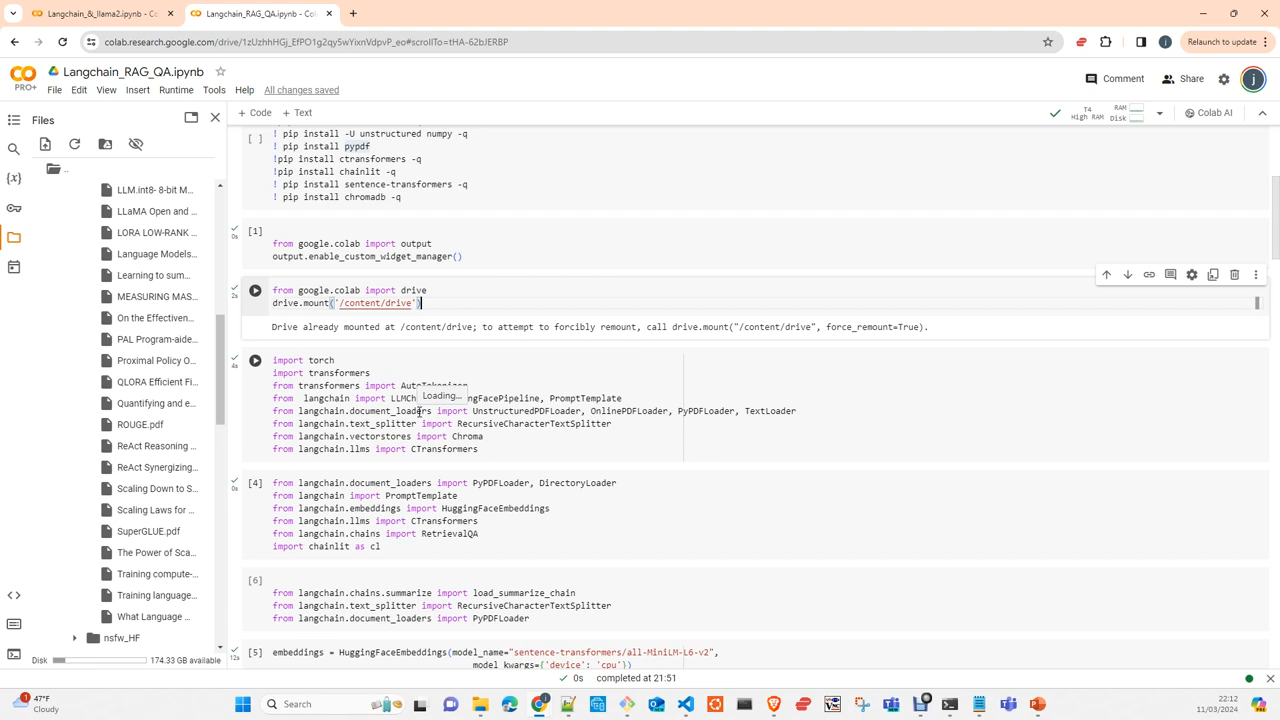 Langchain_&_llama2.ipynb - Co
Langchain_RAG_QA.ipynb - Cola
colab.research.google.com/drive/1zUzhhHGj_EfPO1g2qy5wYixnVdpvP_eo#scrollTo=tHA-62bJERBP
Relaunch to update
Langchain_RAG_QA.ipynb
PRO+
File Edit View Insert Runtime Tools Help All changes saved
Comment
Share
j
Files
+ Code + Text
T4
High RAM
RAM
Disk
Colab AI
..
LLM.int8- 8-bit M...
LLaMA Open and ...
LORA LOW-RANK ...
Language Models...
Learning to sum...
MEASURING MAS...
On the Effectiven...
PAL Program-aide...
Proximal Policy O...
QLORA Efficient Fi...
Quantifying and e...
ROUGE.pdf
ReAct Reasoning ...
ReAct Synergizing...
Scaling Down to S...
Scaling Laws for ...
SuperGLUE.pdf
The Power of Sca...
Training compute-...
Training language...
What Language ...
nsfw_HF
Disk 174.33 GB available
[ ]
! pip install -U unstructured numpy -q
! pip install pypdf
!pip install ctransformers -q
!pip install chainlit -q
! pip install sentence-transformers -q
! pip install chromadb -q
[1]
0s
from google.colab import output
output.enable_custom_widget_manager()
2s
from google.colab import drive
drive.mount('/content/drive')
Drive already mounted at /content/drive; to attempt to forcibly remount, call drive.mount("/content/drive", force_remount=True).
4s
import torch
import transformers
from transformers import AutoTokenizer
Loading...
from langchain import LLMCh ngFacePipeline, PromptTemplate
from langchain.document_loaders import UnstructuredPDFLoader, OnlinePDFLoader, PyPDFLoader, TextLoader
from langchain.text_splitter import RecursiveCharacterTextSplitter
from langchain.vectorstores import Chroma
from langchain.llms import CTransformers
[4]
0s
from langchain.document_loaders import PyPDFLoader, DirectoryLoader
from langchain import PromptTemplate
from langchain.embeddings import HuggingFaceEmbeddings
from langchain.llms import CTransformers
from langchain.chains import RetrievalQA
import chainlit as cl
[6]
from langchain.chains.summarize import load_summarize_chain
from langchain.text_splitter import RecursiveCharacterTextSplitter
from langchain.document_loaders import PyPDFLoader
[5]
12s
embeddings = HuggingFaceEmbeddings(model_name="sentence-transformers/all-MiniLM-L6-v2",
model_kwargs={'device': 'cpu'})
0s completed at 21:51
47°F
Cloudy
Search
22:12
11/03/2024